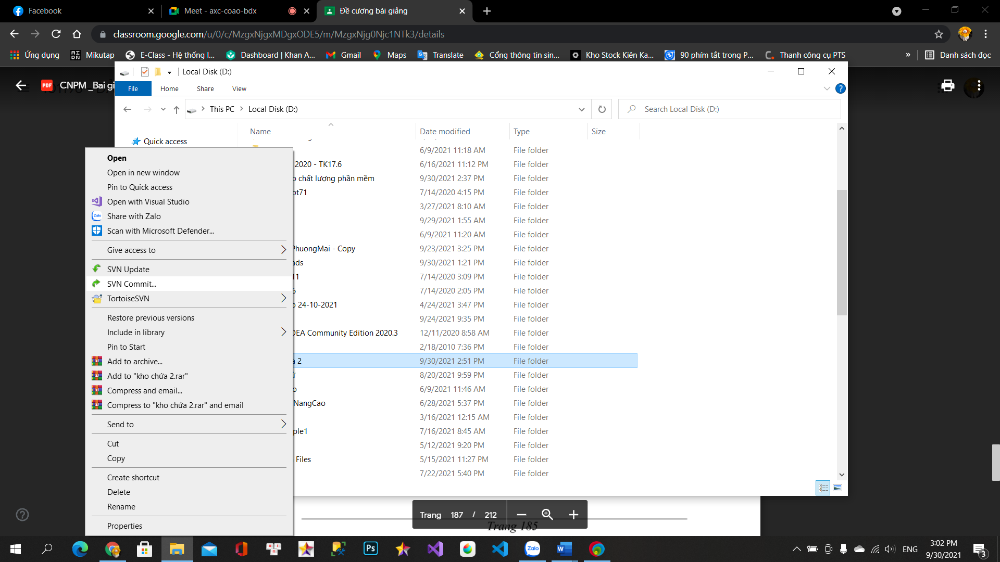 Facebook
Meet - axc-coao-bdx
Đề cương bài giảng
classroom.google.com/u/0/c/MzgxNjgxMDgxODE5/m/MzgxNjg0Njc1NTk3/details
Ứng dụng
RIDN
Mikutap
E-Class - Hệ thống l...
Dashboard | Khan A...
Gmail
Maps
Translate
Cổng thông tin sin...
Kho Stock Kiên Ka...
90 phím tắt trong P...
Thanh công cụ PTS
»
Danh sách đọc
PDF
CNPM _Bai gi
Local Disk (D:)
File
Home
Share
View
This PC
Local Disk (D:)
Search Local Disk (D:)
Name
Date modified
Type
Size
Quick access
6/9/2021 11:18 AM File folder
2020 - TK17.6 6/16/2021 11:12 PM File folder
chất lượng phần mềm 9/30/2021 2:37 PM File folder
ot71 7/14/2020 4:15 PM File folder
3/27/2021 8:10 AM File folder
9/29/2021 1:55 AM File folder
6/9/2021 11:20 AM File folder
PhuongMai - Copy 9/23/2021 3:25 PM File folder
ads 9/30/2021 1:21 PM File folder
11 7/14/2020 3:09 PM File folder
6 7/14/2020 2:05 PM File folder
24-10-2021 4/24/2021 3:47 PM File folder
9/24/2021 9:35 PM File folder
DEA Community Edition 2020.3 12/11/2020 8:58 AM File folder
2/18/2010 7:36 PM File folder
a 2 9/30/2021 2:51 PM File folder
ữ 8/20/2021 9:59 PM File folder
o 6/9/2021 11:46 AM File folder
NangCao 6/28/2021 5:37 PM File folder
3/16/2021 12:15 AM File folder
ple1 7/16/2021 8:45 AM File folder
5/12/2021 9:20 PM File folder
Files 5/15/2021 11:27 PM File folder
7/22/2021 5:40 PM File folder
Open
Open in new window
Pin to Quick access
Open with Visual Studio
Share with Zalo
Scan with Microsoft Defender...
Give access to
SVN Update
SVN Commit...
TortoiseSVN
Restore previous versions
Include in library
Pin to Start
Add to archive...
Add to "kho chứa 2.rar"
Compress and email...
Compress to "kho chứa 2.rar" and email
Send to
Cut
Copy
Create shortcut
Delete
Rename
Properties
Trang 187 / 212
Trang 185
Ps
Zalo
ENG
3:02 PM
9/30/2021
3